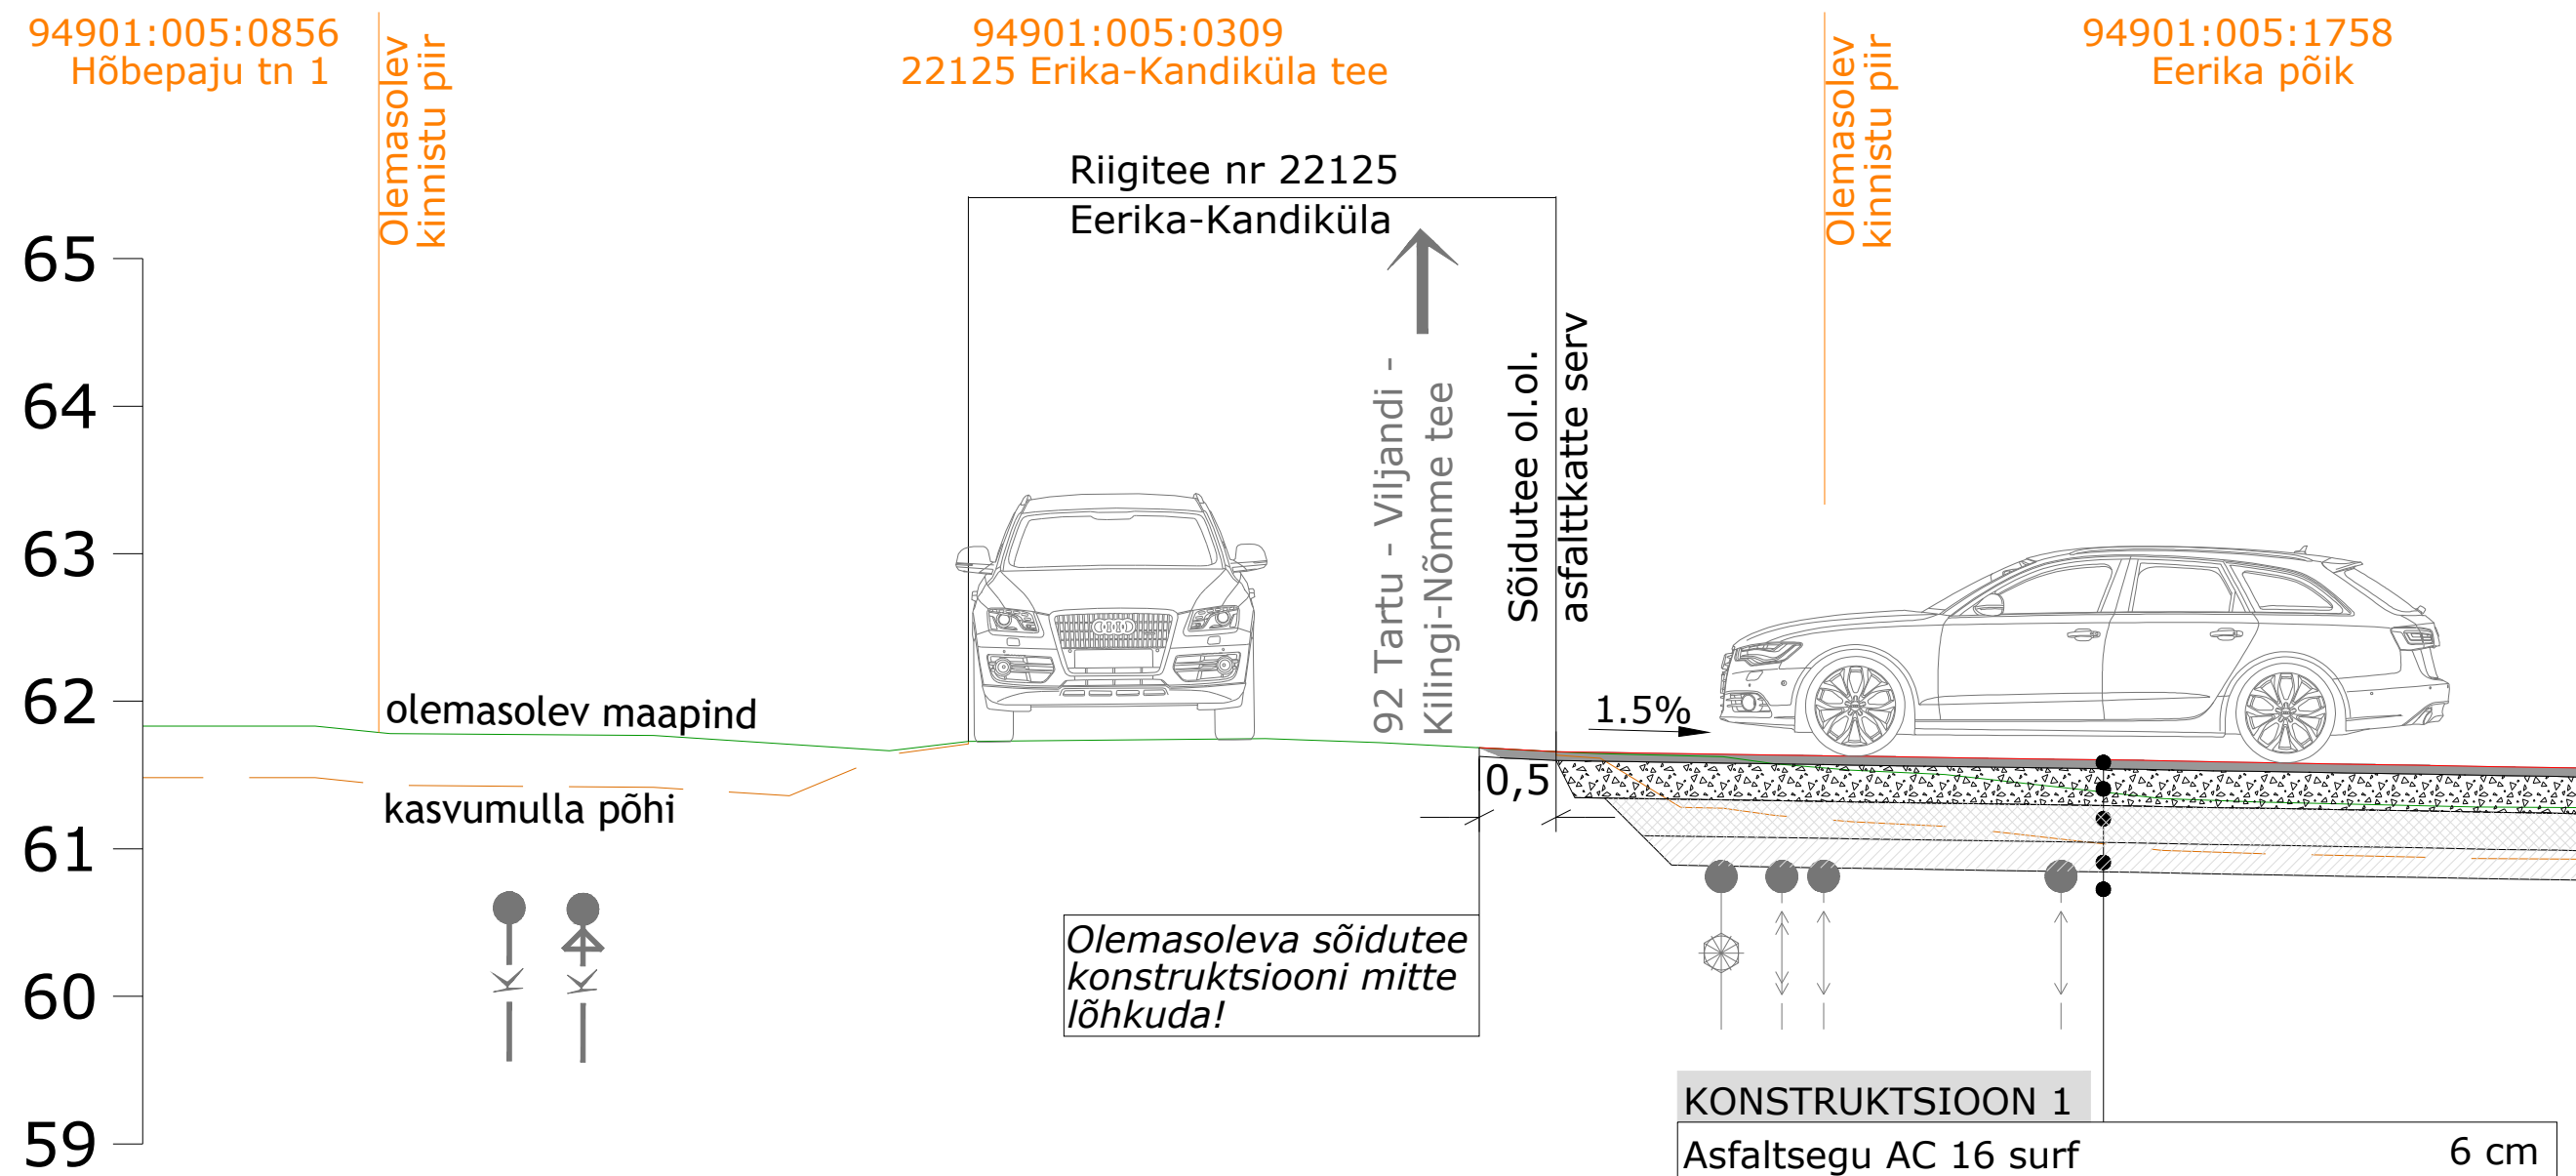 94901:005:0856
Hõbepaju tn 1
Olemasolev
kinnistu piir
94901:005:0309
22125 Erika-Kandiküla tee
Olemasolev
kinnistu piir
94901:005:1758
Eerika põik
Riigitee nr 22125
Eerika-Kandiküla
92 Tartu - Viljandi -
Kilingi-Nõmme tee
Sõidutee ol.ol.
asfalttkatte serv
65
64
63
62
61
60
59
olemasolev maapind
kasvumulla põhi
1.5%
0,5
Olemasoleva sõidutee
konstruktsiooni mitte
lõhkuda!
KONSTRUKTSIOON 1
Asfaltsegu AC 16 surf 6 cm